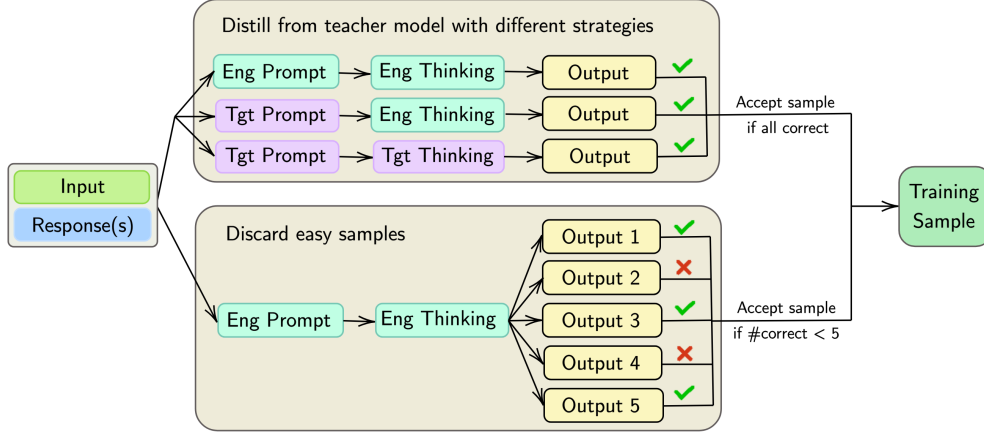 Distill from teacher model with different strategies
Eng Prompt
Eng Thinking
Output
Tgt Prompt
Eng Thinking
Output
Tgt Prompt
Tgt Thinking
Output
Accept sample
if all correct
Input
Response(s)
Training
Sample
Discard easy samples
Eng Prompt
Eng Thinking
Output 1
Output 2
Output 3
Output 4
Output 5
Accept sample
if #correct < 5